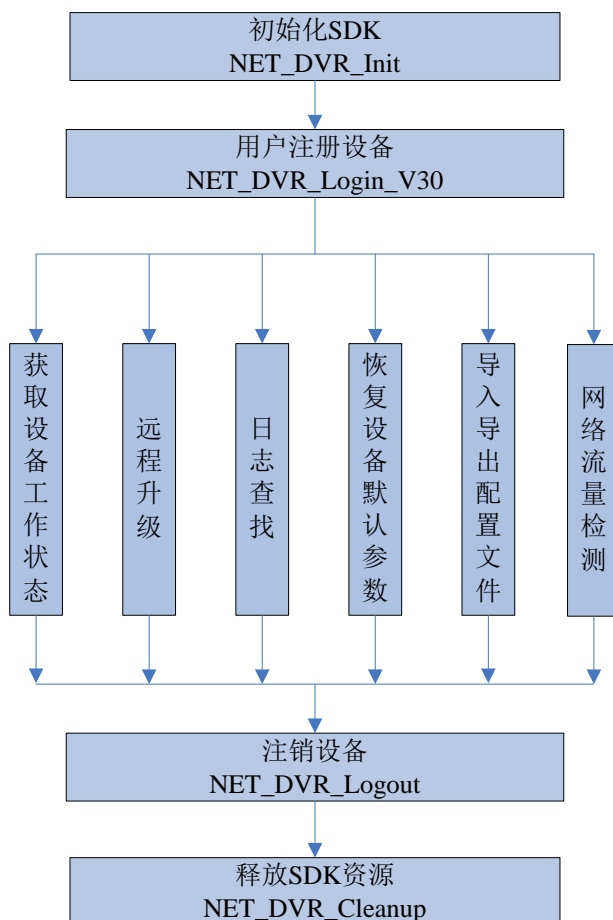 初始化SDK
NET_DVR_Init
用户注册设备
NET_DVR_Login_V30
获取设备工作状态
远程升级
日志查找
恢复设备默认参数
导入导出配置文件
网络流量检测
注销设备
NET_DVR_Logout
释放SDK资源
NET_DVR_Cleanup